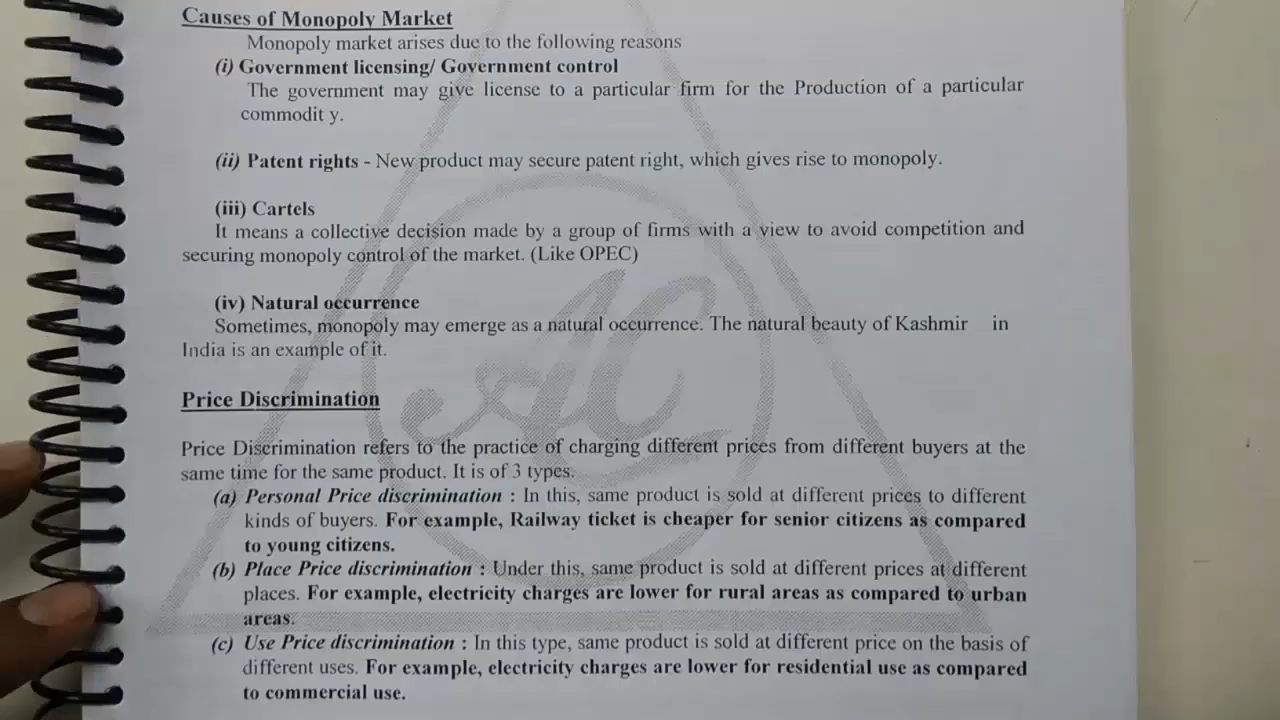 Causes of Monopoly Market
Monopoly market arises due to the following reasons
(i) Government licensing/ Government control
The government may give license to a particular firm for the Production of a particular
commodit y.
(ii) Patent rights - New product may secure patent right, which gives rise to monopoly.
(iii) Cartels
It means a collective decision made by a group of firms with a view to avoid competition and
securing monopoly control of the market. (Like OPEC)
(iv) Natural occurrence
Sometimes, monopoly may emerge as a natural occurrence. The natural beauty of Kashmir in
India is an example of it.
Price Discrimination
Price Discrimination refers to the practice of charging different prices from different buyers at the
same time for the same product. It is of 3 types.
(a) Personal Price discrimination : In this, same product is sold at different prices to different
kinds of buyers. For example, Railway ticket is cheaper for senior citizens as compared
to young citizens.
(b) Place Price discrimination : Under this, same product is sold at different prices at different
places. For example, electricity charges are lower for rural areas as compared to urban
areas.
(c) Use Price discrimination : In this type, same product is sold at different price on the basis of
different uses. For example, electricity charges are lower for residential use as compared
to commercial use.